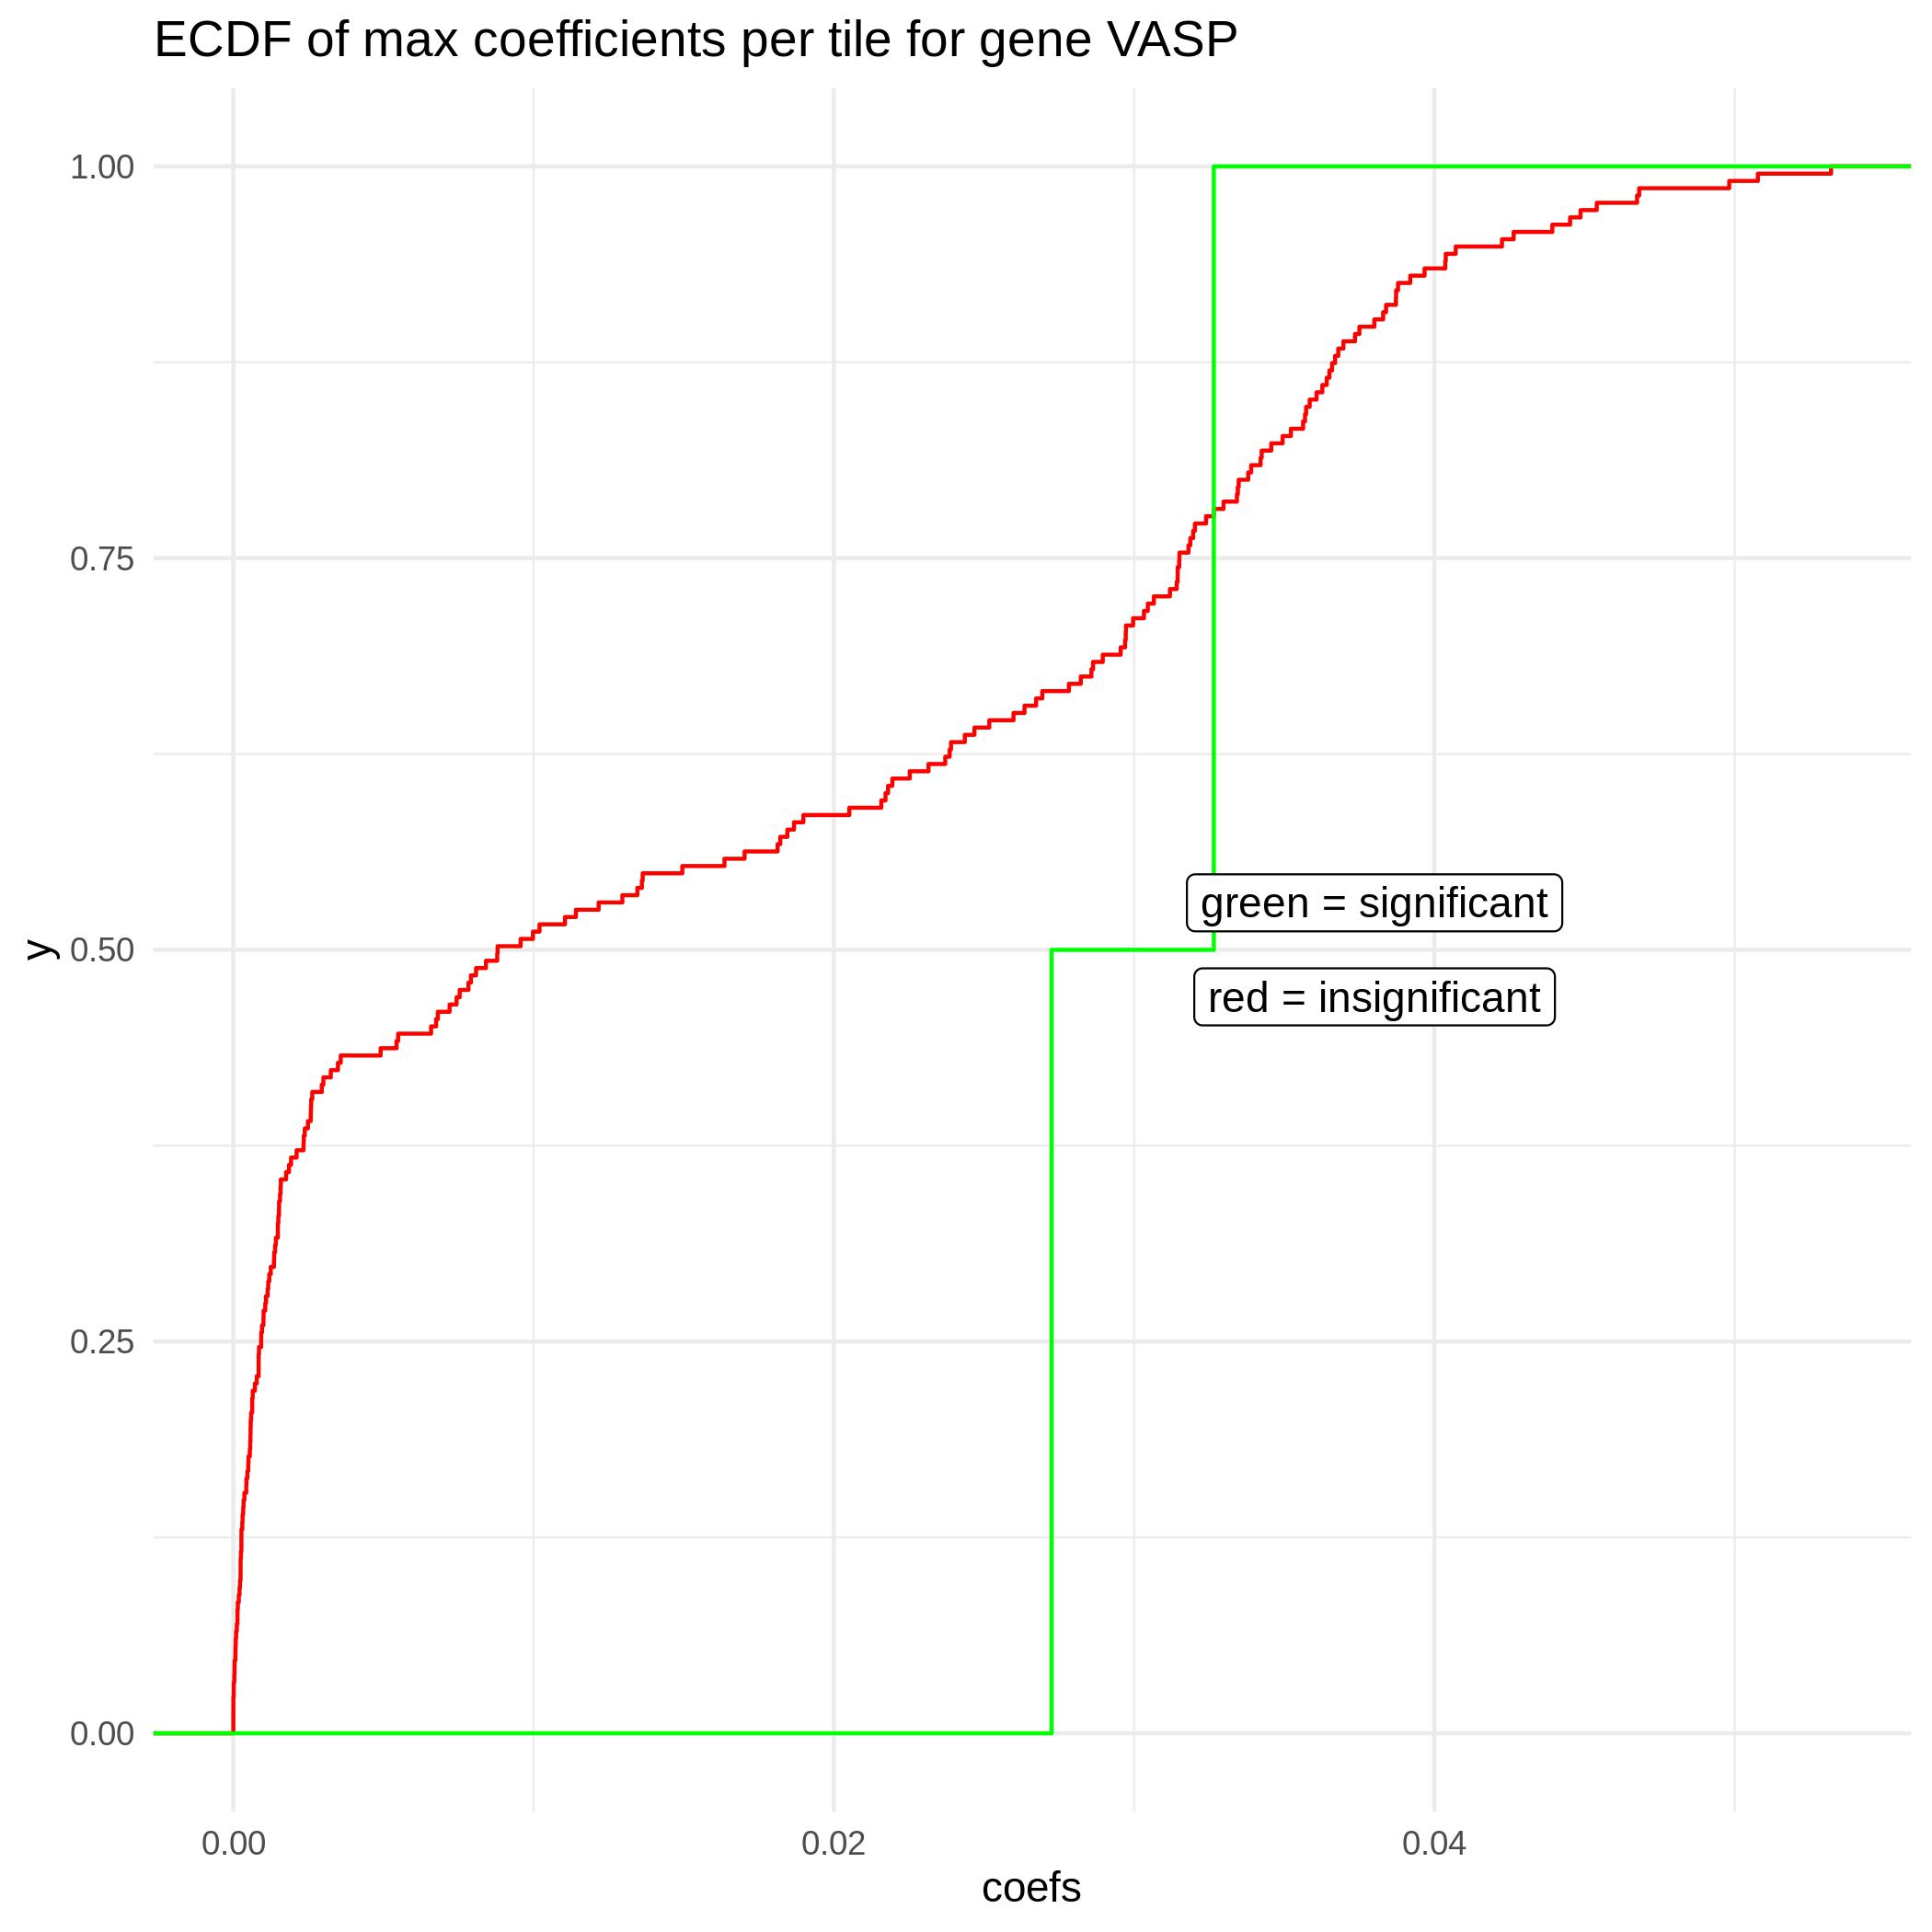 ECDF of max coefficients per tile for gene VASP
1.00
0.75
0.50
0.25
0.00
y
green = significant
red = insignificant
0.00 0.02 0.04
coefs